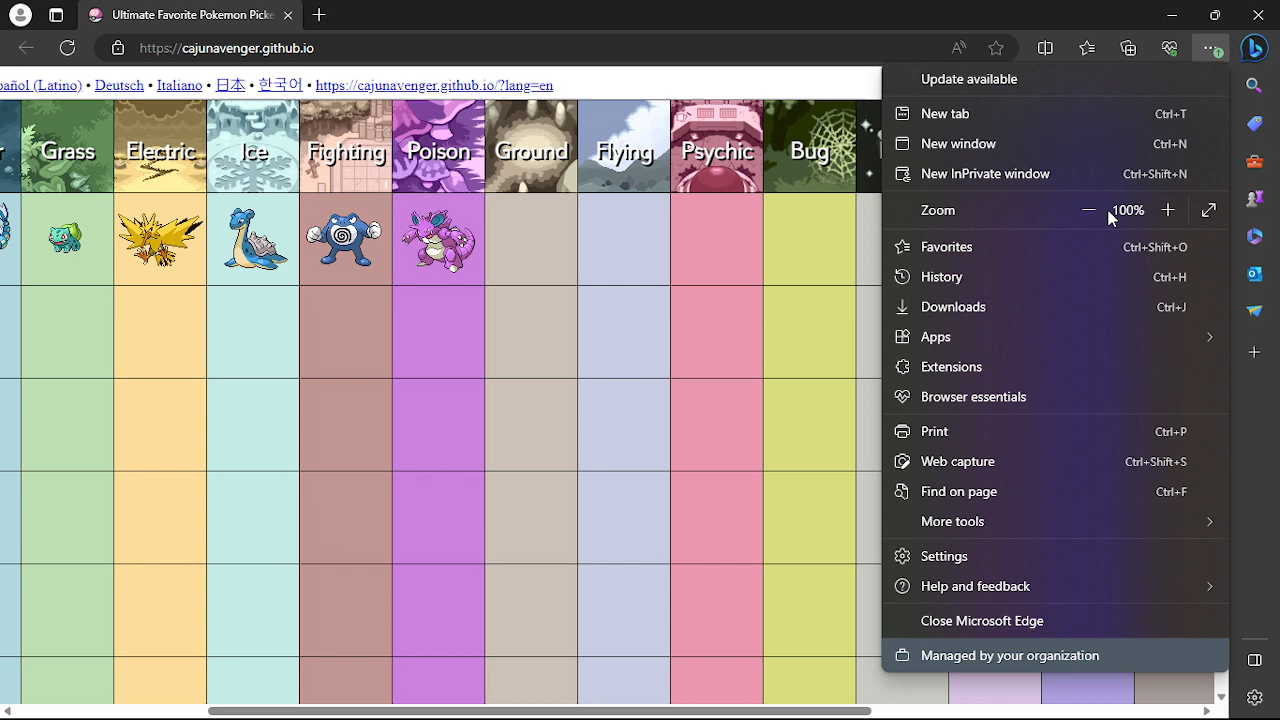 Ultimate Favorite Pokemon Picke
https://cajunavenger.github.io
pañol (Latino) • Deutsch • Italiano • 日本 • 한국어 • https://cajunavenger.github.io/?lang=en
r Grass Electric Ice Fighting Poison Ground Flying Psychic Bug
Update available
New tab Ctrl+T
New window Ctrl+N
New InPrivate window Ctrl+Shift+N
Zoom — 100% +
Favorites Ctrl+Shift+O
History Ctrl+H
Downloads Ctrl+J
Apps
Extensions
Browser essentials
Print Ctrl+P
Web capture Ctrl+Shift+S
Find on page Ctrl+F
More tools
Settings
Help and feedback
Close Microsoft Edge
Managed by your organization